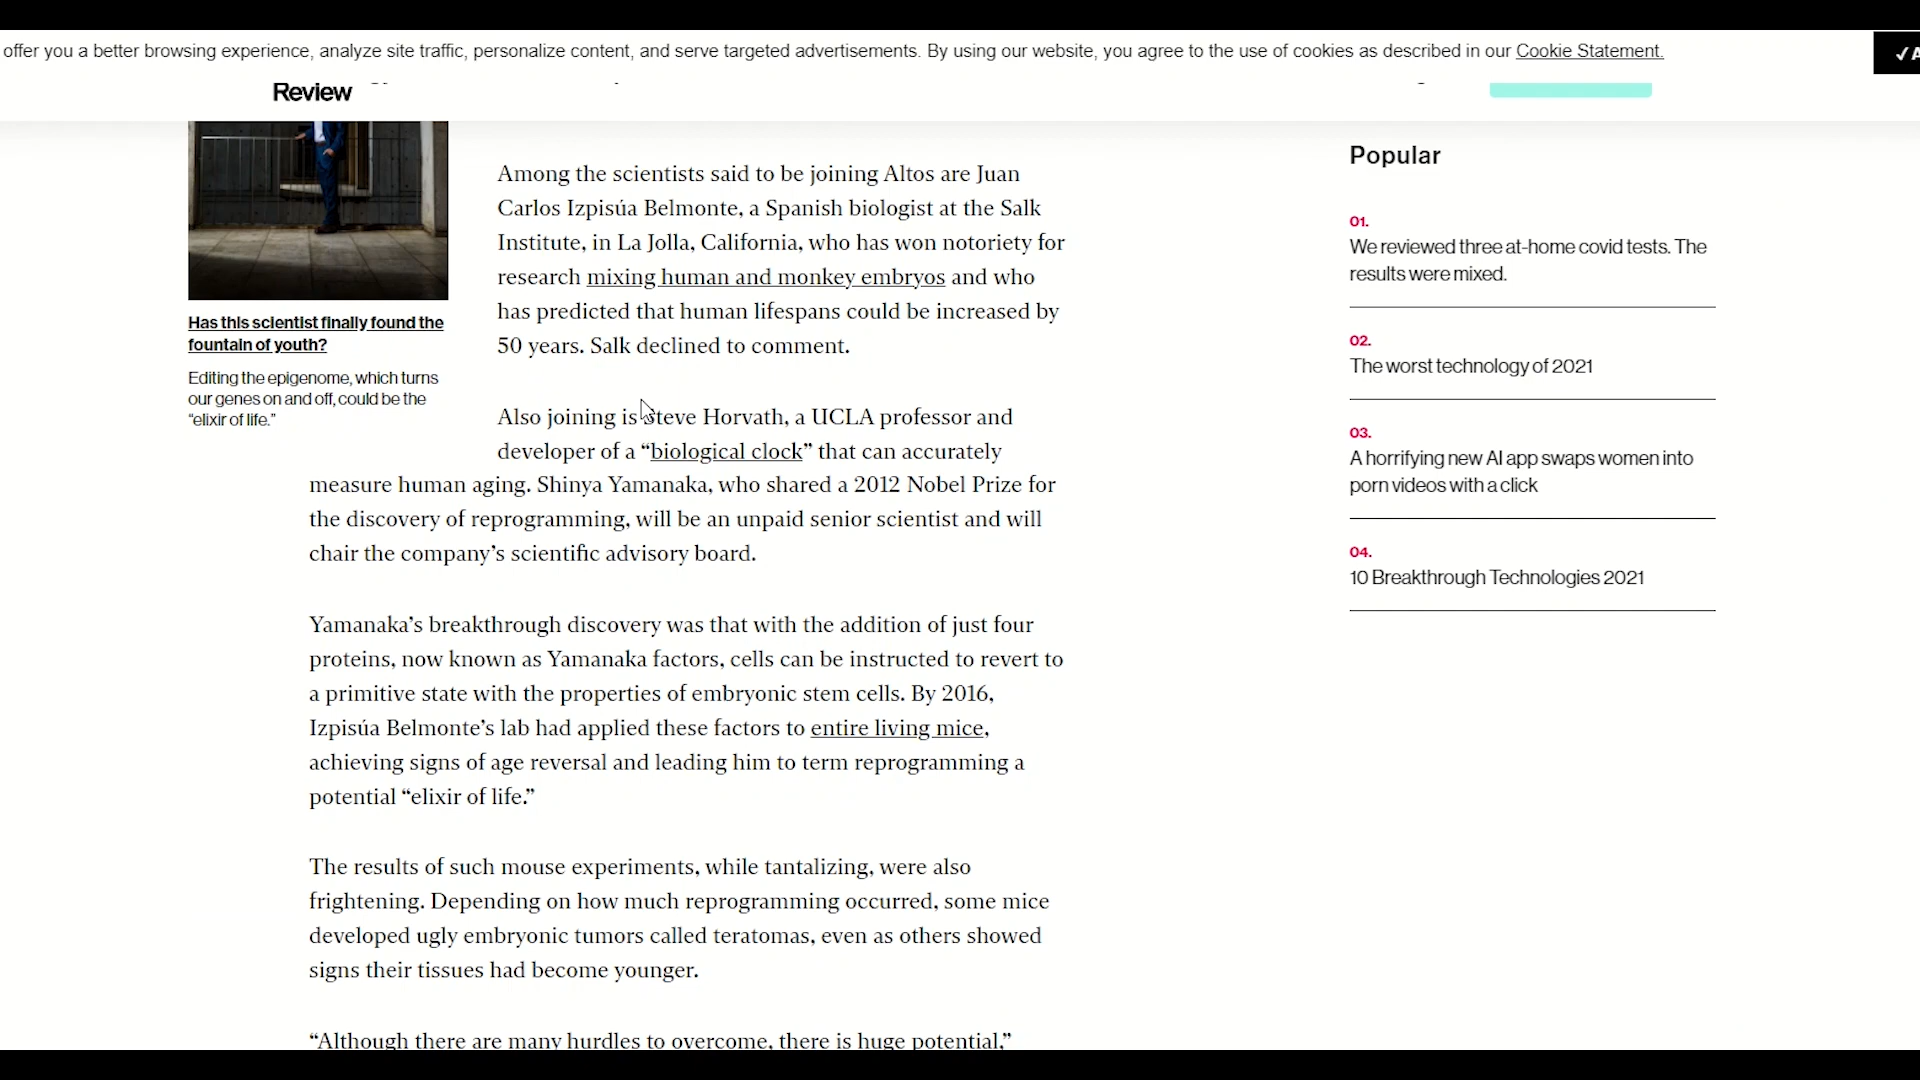 offer you a better browsing experience, analyze site traffic, personalize content, and serve targeted advertisements. By using our website, you agree to the use of cookies as described in our Cookie Statement.
✓
Review
Among the scientists said to be joining Altos are Juan
Carlos Izpisúa Belmonte, a Spanish biologist at the Salk
Institute, in La Jolla, California, who has won notoriety for
research mixing human and monkey embryos and who
has predicted that human lifespans could be increased by
50 years. Salk declined to comment.
Has this scientist finally found the
fountain of youth?
Editing the epigenome, which turns
our genes on and off, could be the
“elixir of life.”
Also joining is Steve Horvath, a UCLA professor and
developer of a “biological clock” that can accurately
measure human aging. Shinya Yamanaka, who shared a 2012 Nobel Prize for
the discovery of reprogramming, will be an unpaid senior scientist and will
chair the company’s scientific advisory board.
Yamanaka’s breakthrough discovery was that with the addition of just four
proteins, now known as Yamanaka factors, cells can be instructed to revert to
a primitive state with the properties of embryonic stem cells. By 2016,
Izpisúa Belmonte’s lab had applied these factors to entire living mice,
achieving signs of age reversal and leading him to term reprogramming a
potential “elixir of life.”
The results of such mouse experiments, while tantalizing, were also
frightening. Depending on how much reprogramming occurred, some mice
developed ugly embryonic tumors called teratomas, even as others showed
signs their tissues had become younger.
“Although there are many hurdles to overcome, there is huge potential,”
Popular
01.
We reviewed three at-home covid tests. The
results were mixed.
02.
The worst technology of 2021
03.
A horrifying new AI app swaps women into
porn videos with a click
04.
10 Breakthrough Technologies 2021